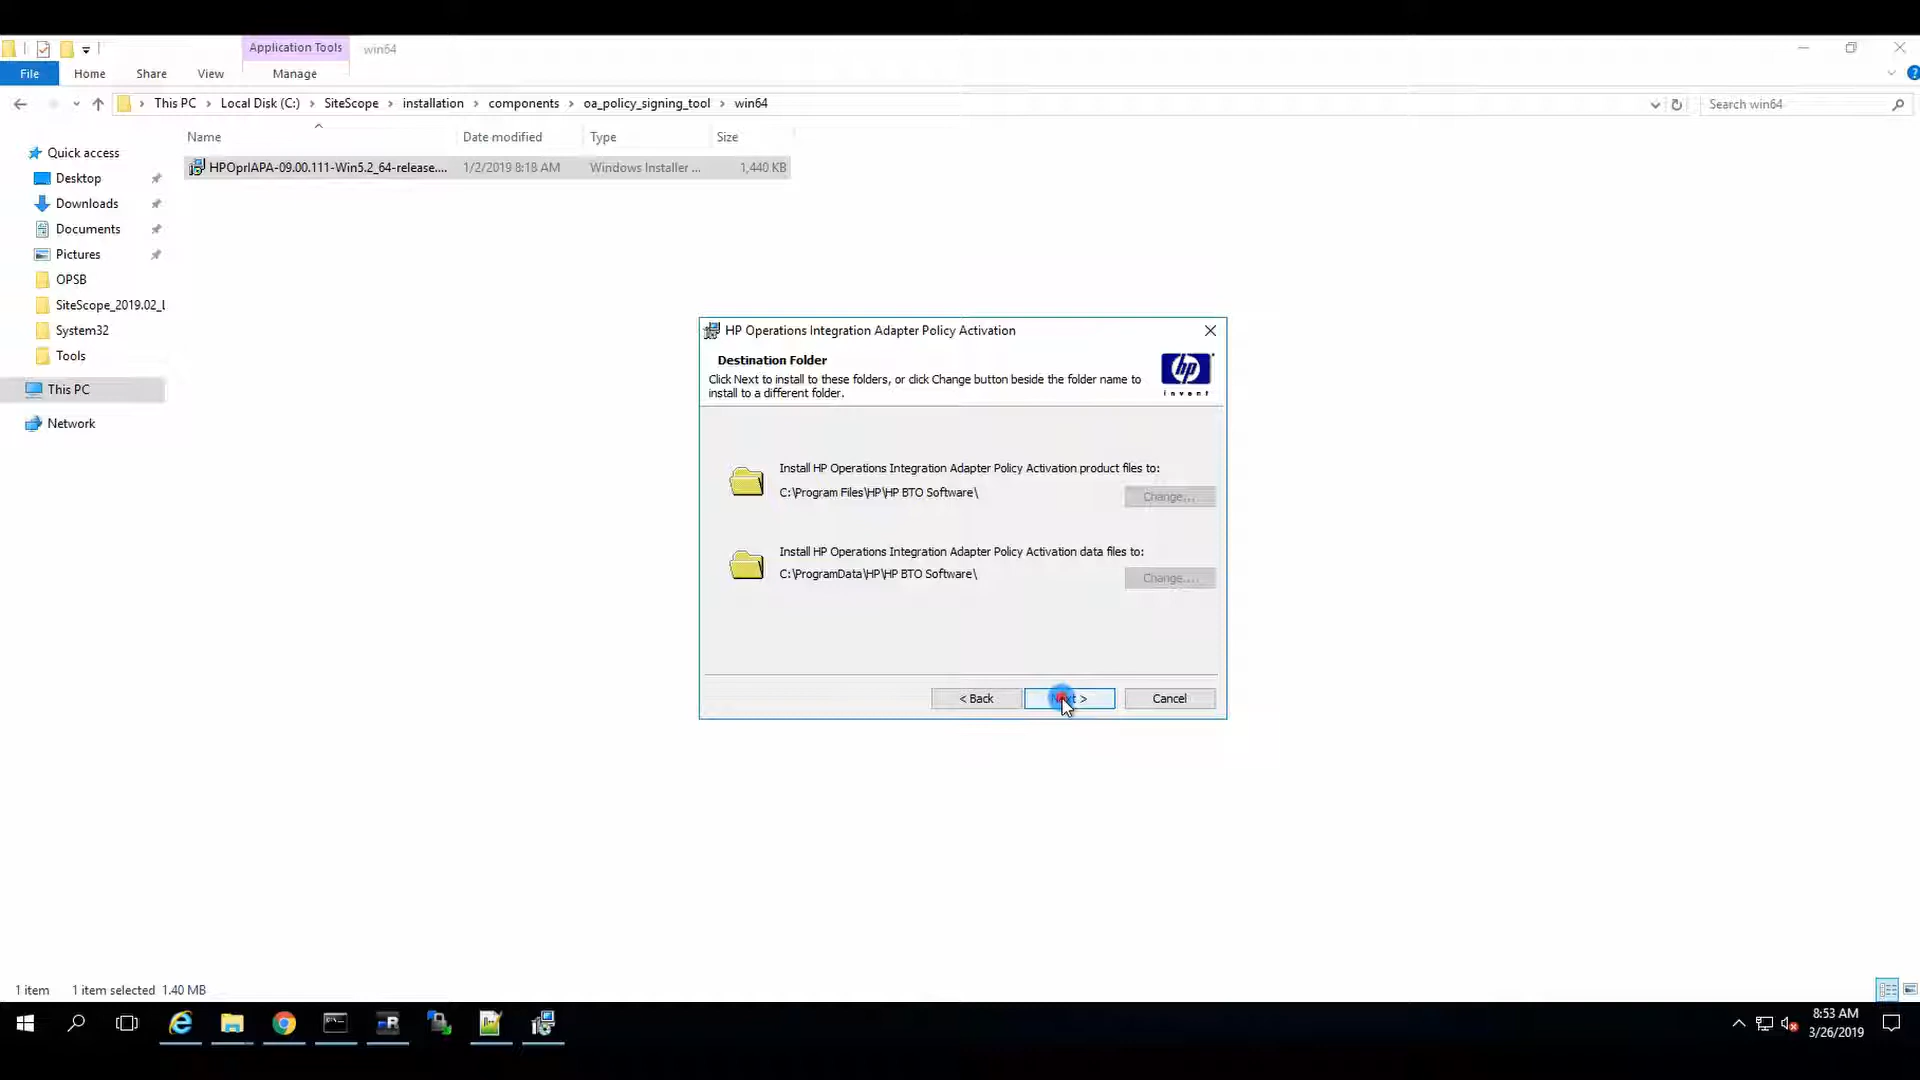 Application Tools
win64
File
Home
Share
View
Manage
This PC
Local Disk (C:)
SiteScope
installation
components
oa_policy_signing_tool
win64
Search win64
Name
Date modified
Type
Size
Quick access
Desktop
Downloads
Documents
Pictures
OPSB
SiteScope_2019.02_L
System32
Tools
This PC
Network
HPOprIAPA-09.00.111-Win5.2_64-release....
1/2/2019 8:18 AM
Windows Installer ...
1,440 KB
HP Operations Integration Adapter Policy Activation
Destination Folder
Click Next to install to these folders, or click Change button beside the folder name to
install to a different folder.
hp
invent
Install HP Operations Integration Adapter Policy Activation product files to:
C:\Program Files\HP\HP BTO Software\
Change...
Install HP Operations Integration Adapter Policy Activation data files to:
C:\ProgramData\HP\HP BTO Software\
Change....
< Back
Next >
Cancel
1 item
1 item selected 1.40 MB
8:53 AM
3/26/2019